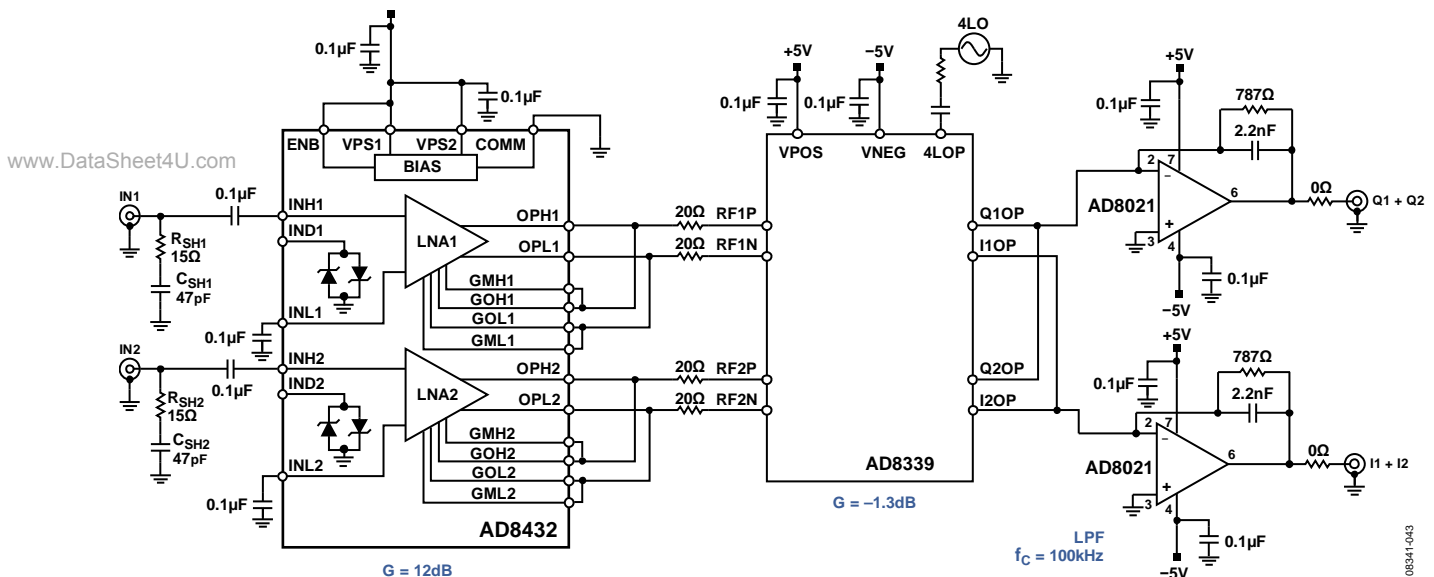 4LO
0.1µF
+5V
−5V
+5V
787Ω
2.2nF
0.1µF
0.1µF
0.1µF
0.1µF
ENB
VPS1
VPS2
COMM
BIAS
www.DataSheet4U.com
VPOS
VNEG
4LOP
2
7
−
AD8021
6
+
3
4
0Ω
Q1 + Q2
0.1µF
−5V
IN1
0.1µF
INH1
IND1
RSH1
15Ω
CSH1
47pF
INL1
0.1µF
LNA1
OPH1
OPL1
GMH1
GOH1
GOL1
GML1
20Ω
RF1P
20Ω
RF1N
Q1OP
I1OP
IN2
0.1µF
INH2
IND2
RSH2
15Ω
CSH2
47pF
INL2
0.1µF
LNA2
OPH2
OPL2
GMH2
GOH2
GOL2
GML2
20Ω
RF2P
20Ω
RF2N
Q2OP
I2OP
+5V
787Ω
2.2nF
0.1µF
2
7
−
AD8021
6
+
3
4
0Ω
I1 + I2
0.1µF
−5V
AD8432
G = 12dB
AD8339
G = −1.3dB
LPF
fC = 100kHz
08341-043